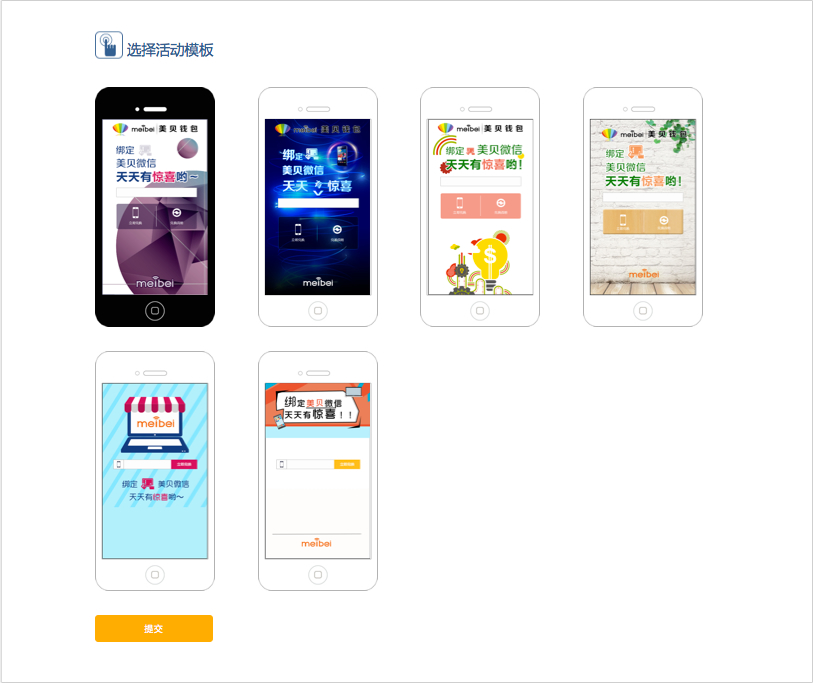 选择活动模板
meibei 美贝钱包
绑定
美贝微信
天天有惊喜哟~
meibei
meibei 美贝钱包
绑
美贝微信
天天 惊喜
meibei
meibei 美贝钱包
绑定 美贝微信
天天有惊喜哟!
$
meibei 美贝钱包
绑定
美贝微信
天天有惊喜哟!
meibei
meibei
绑定 美贝微信
天天有惊喜哟~
绑定美贝微信
天天有惊喜!!
meibei
提交